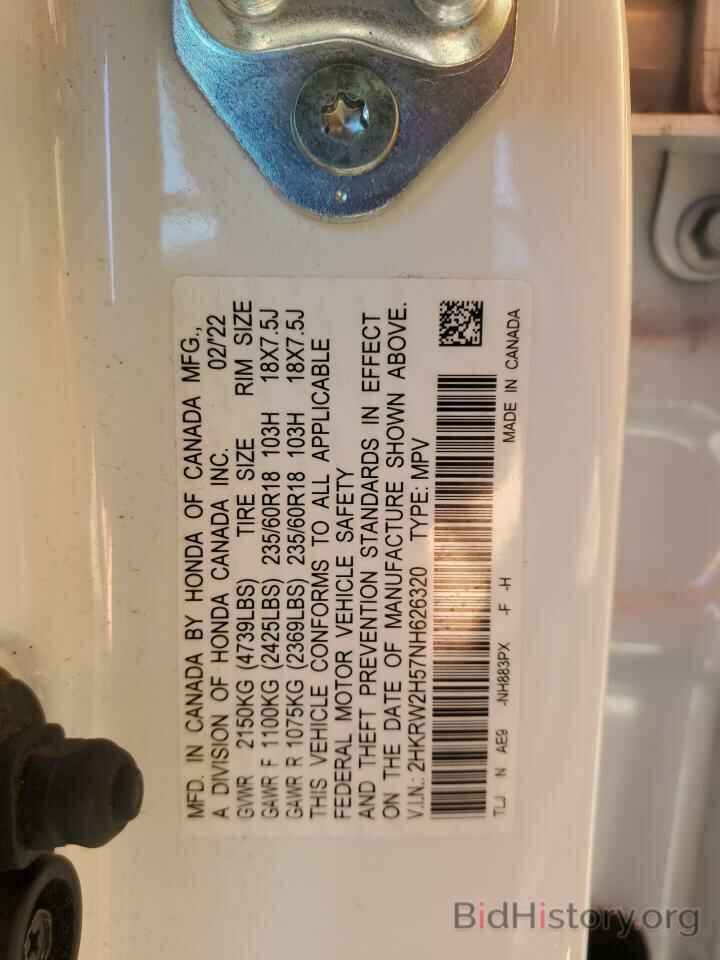 MFD. IN CANADA BY HONDA OF CANADA MFG.,
A DIVISION OF HONDA CANADA INC. 02/'22
GVWR 2150KG (4739LBS) TIRE SIZE RIM SIZE
GAWR F 1100KG (2425LBS) 235/60R18 103H 18X7.5J
GAWR R 1075KG (2369LBS) 235/60R18 103H 18X7.5J
THIS VEHICLE CONFORMS TO ALL APPLICABLE
FEDERAL MOTOR VEHICLE SAFETY
AND THEFT PREVENTION STANDARDS IN EFFECT
ON THE DATE OF MANUFACTURE SHOWN ABOVE.
V.I.N.: 2HKRW2H57NH626320 TYPE: MPV
TLJ N AE9 -NH883PX -F -H MADE IN CANADA
BidHistory.org